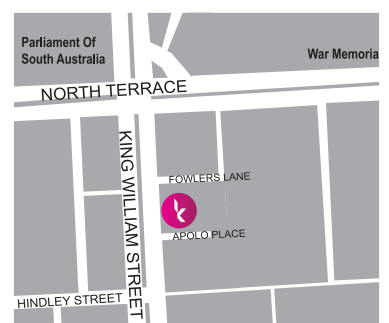 Parliament Of
South Australia
War Memoria
NORTH TERRACE
KING WILLIAM STREET
FOWLERS LANE
APOLO PLACE
HINDLEY STREET